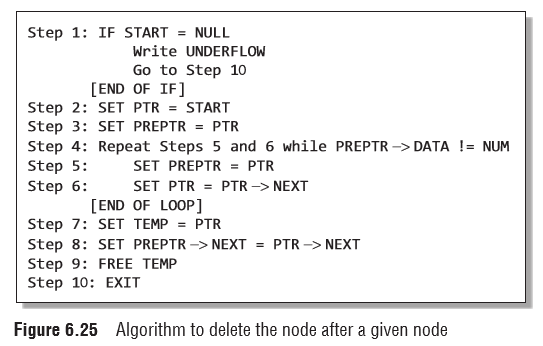 Step 1: IF START = NULL
Write UNDERFLOW
Go to Step 10
[END OF IF]
Step 2: SET PTR = START
Step 3: SET PREPTR = PTR
Step 4: Repeat Steps 5 and 6 while PREPTR -> DATA != NUM
Step 5: SET PREPTR = PTR
Step 6: SET PTR = PTR -> NEXT
[END OF LOOP]
Step 7: SET TEMP = PTR
Step 8: SET PREPTR -> NEXT = PTR -> NEXT
Step 9: FREE TEMP
Step 10: EXIT
Figure 6.25 Algorithm to delete the node after a given node